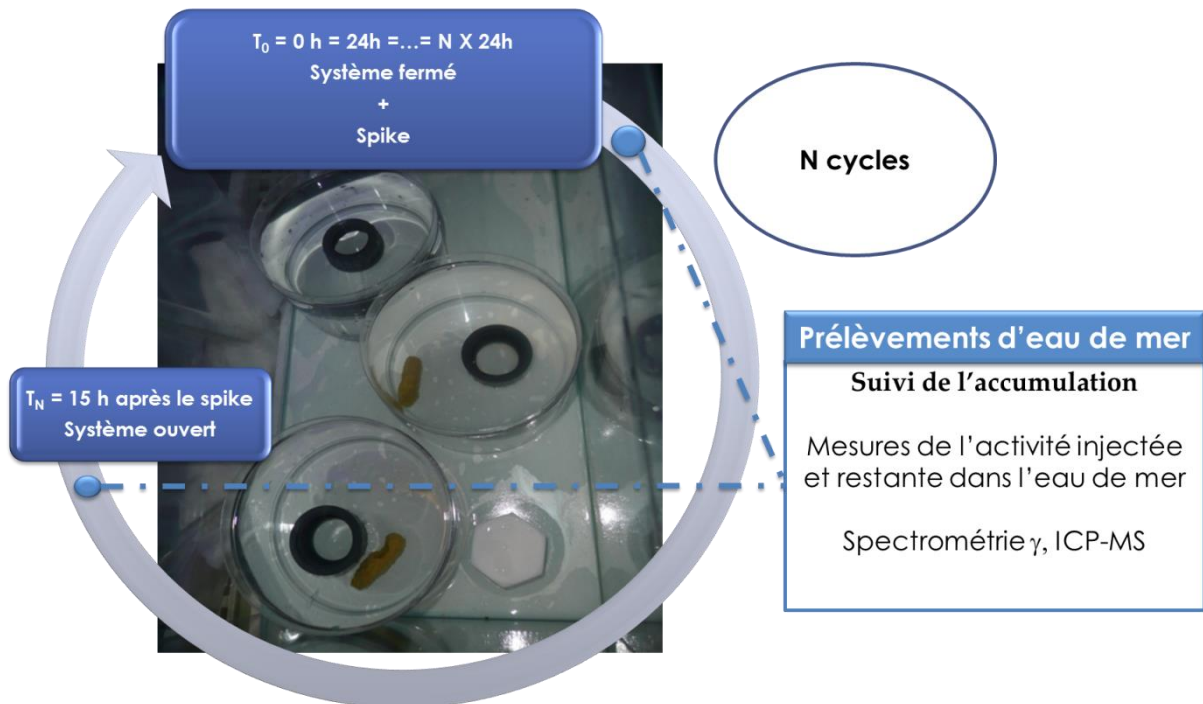 T₀ = 0 h = 24h =...= N X 24h
Système fermé
+
Spike
N cycles
T_N = 15 h après le spike
Système ouvert
Prélèvements d'eau de mer
Suivi de l'accumulation
Mesures de l'activité injectée
et restante dans l'eau de mer
Spectrométrie γ, ICP-MS